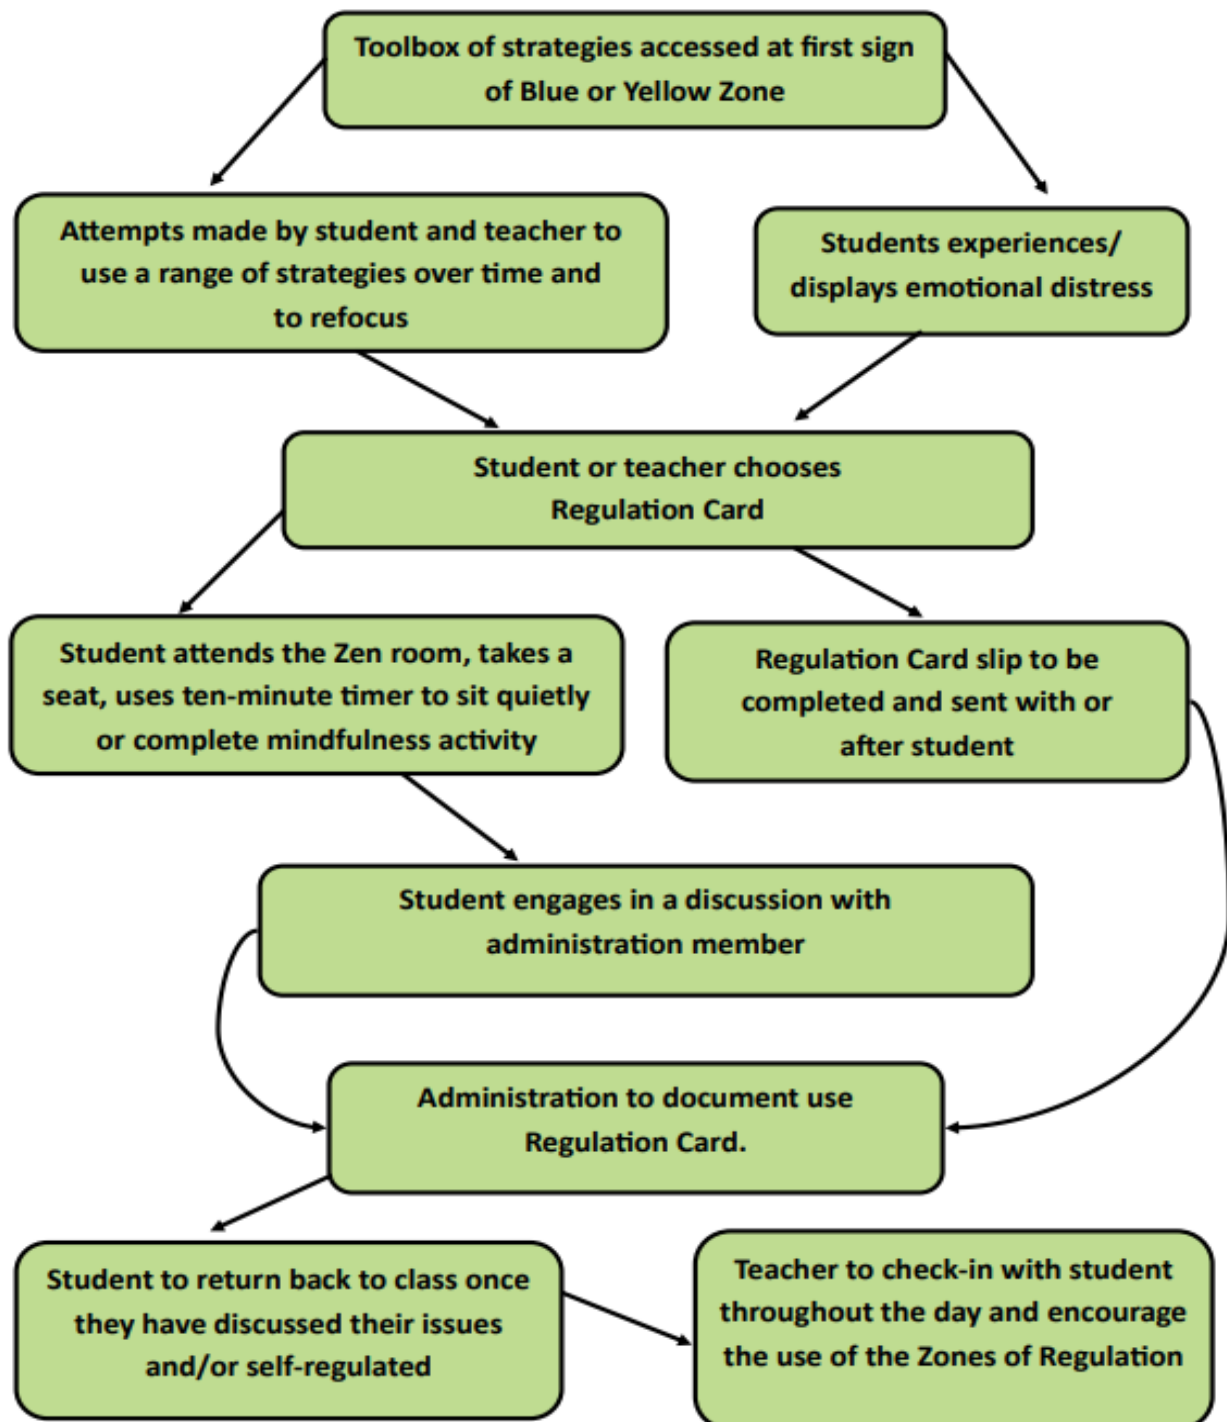 Toolbox of strategies accessed at first sign
of Blue or Yellow Zone
Attempts made by student and teacher to
use a range of strategies over time and
to refocus
Students experiences/
displays emotional distress
Student or teacher chooses
Regulation Card
Student attends the Zen room, takes a
seat, uses ten-minute timer to sit quietly
or complete mindfulness activity
Regulation Card slip to be
completed and sent with or
after student
Student engages in a discussion with
administration member
Administration to document use
Regulation Card.
Student to return back to class once
they have discussed their issues
and/or self-regulated
Teacher to check-in with student
throughout the day and encourage
the use of the Zones of Regulation